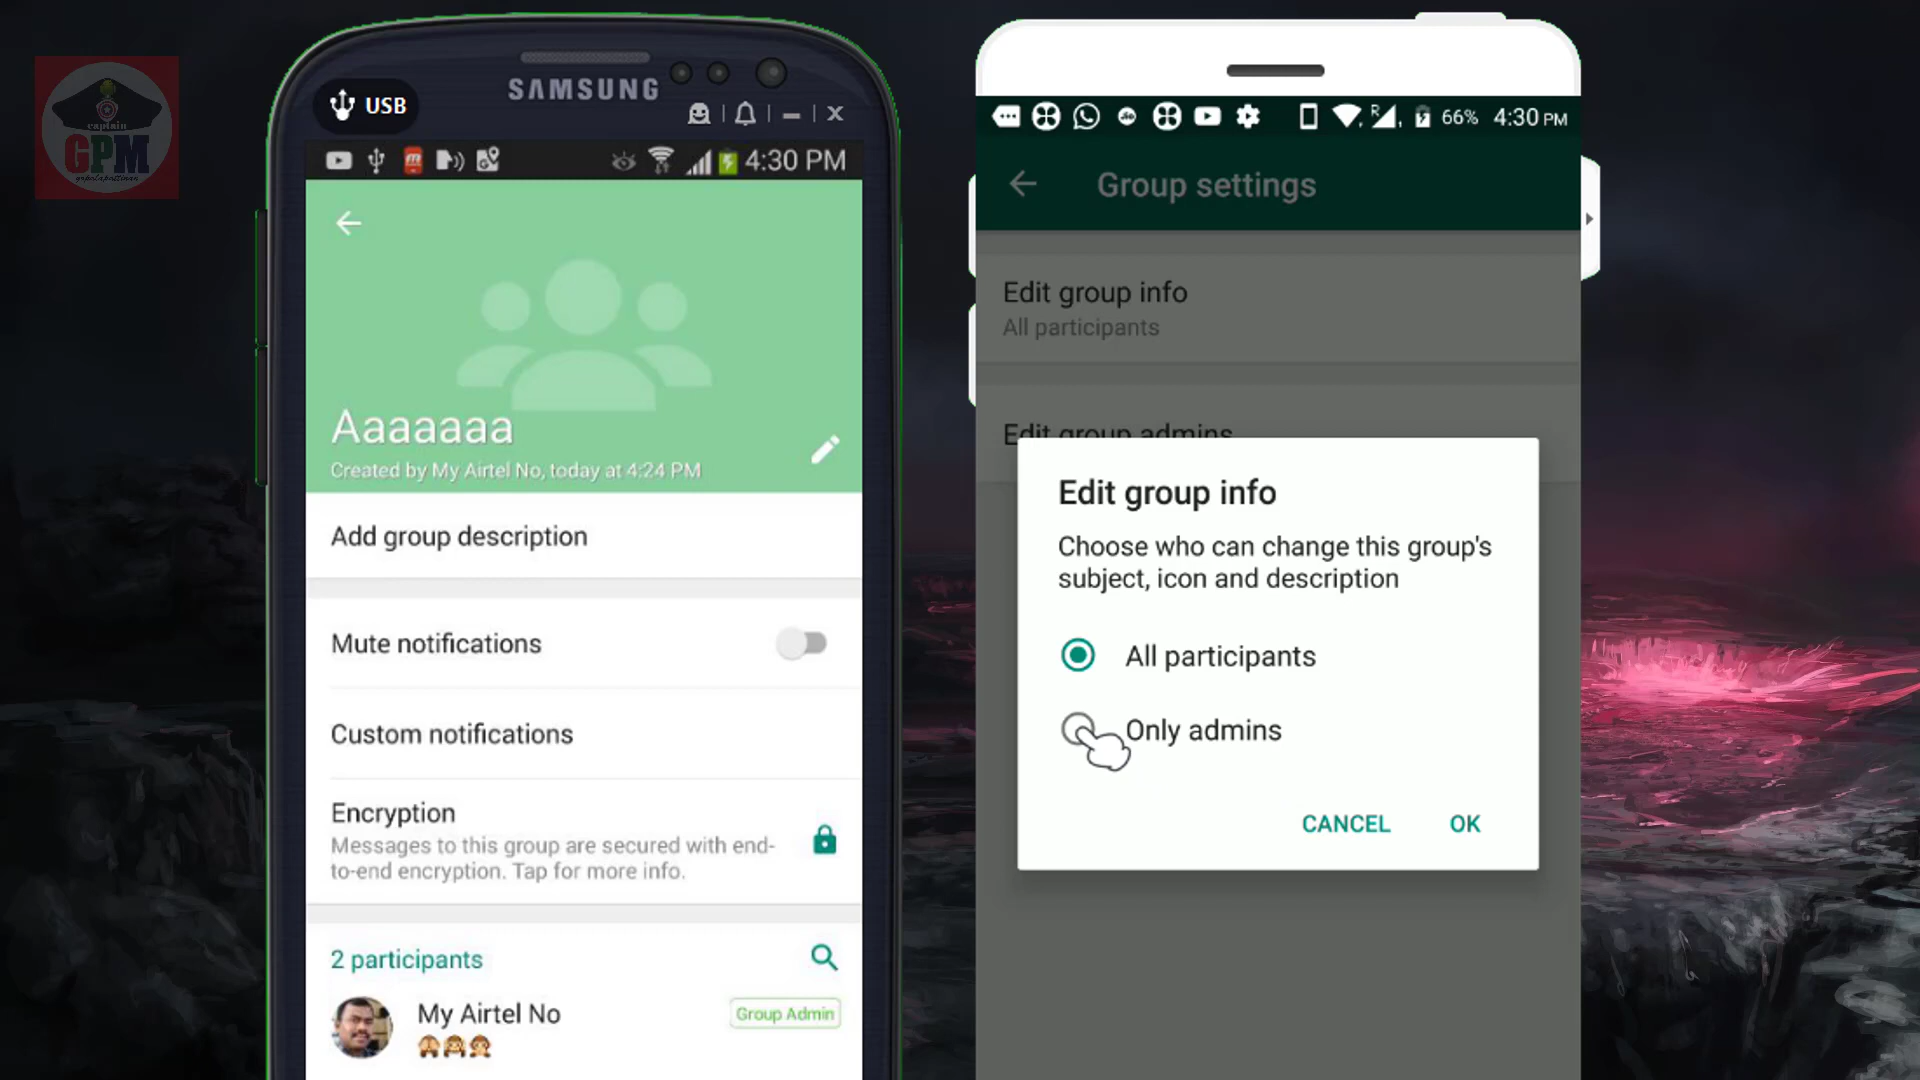 captain
GPM
USB
SAMSUNG
4:30 PM
Aaaaaaa
Created by My Airtel No, today at 4:24 PM
Add group description
Mute notifications
Custom notifications
Encryption
Messages to this group are secured with end-
to-end encryption. Tap for more info.
2 participants
My Airtel No
Group Admin
R
66%
4:30 PM
Group settings
Edit group info
All participants
Edit group admins
Edit group info
Choose who can change this group's
subject, icon and description
All participants
Only admins
CANCEL
OK